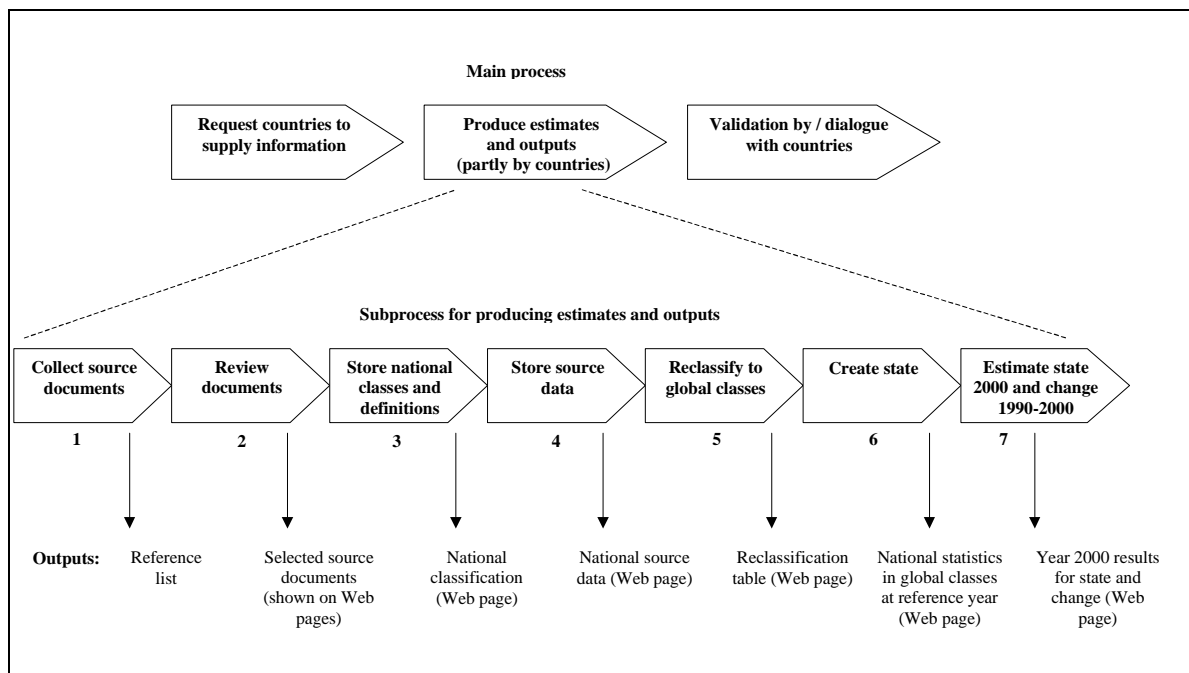 Main process
Request countries to
supply information
Produce estimates
and outputs
(partly by countries)
Validation by / dialogue
with countries
Subprocess for producing estimates and outputs
Collect source
documents
Review
documents
Store national
classes and
definitions
Store source
data
Reclassify to
global classes
Create state
Estimate state
2000 and change
1990-2000
1
2
3
4
5
6
7
Outputs:
Reference
list
Selected source
documents
(shown on Web
pages)
National
classification
(Web page)
National source
data (Web page)
Reclassification
table (Web page)
National statistics
in global classes
at reference year
(Web page)
Year 2000 results
for state and
change (Web
page)